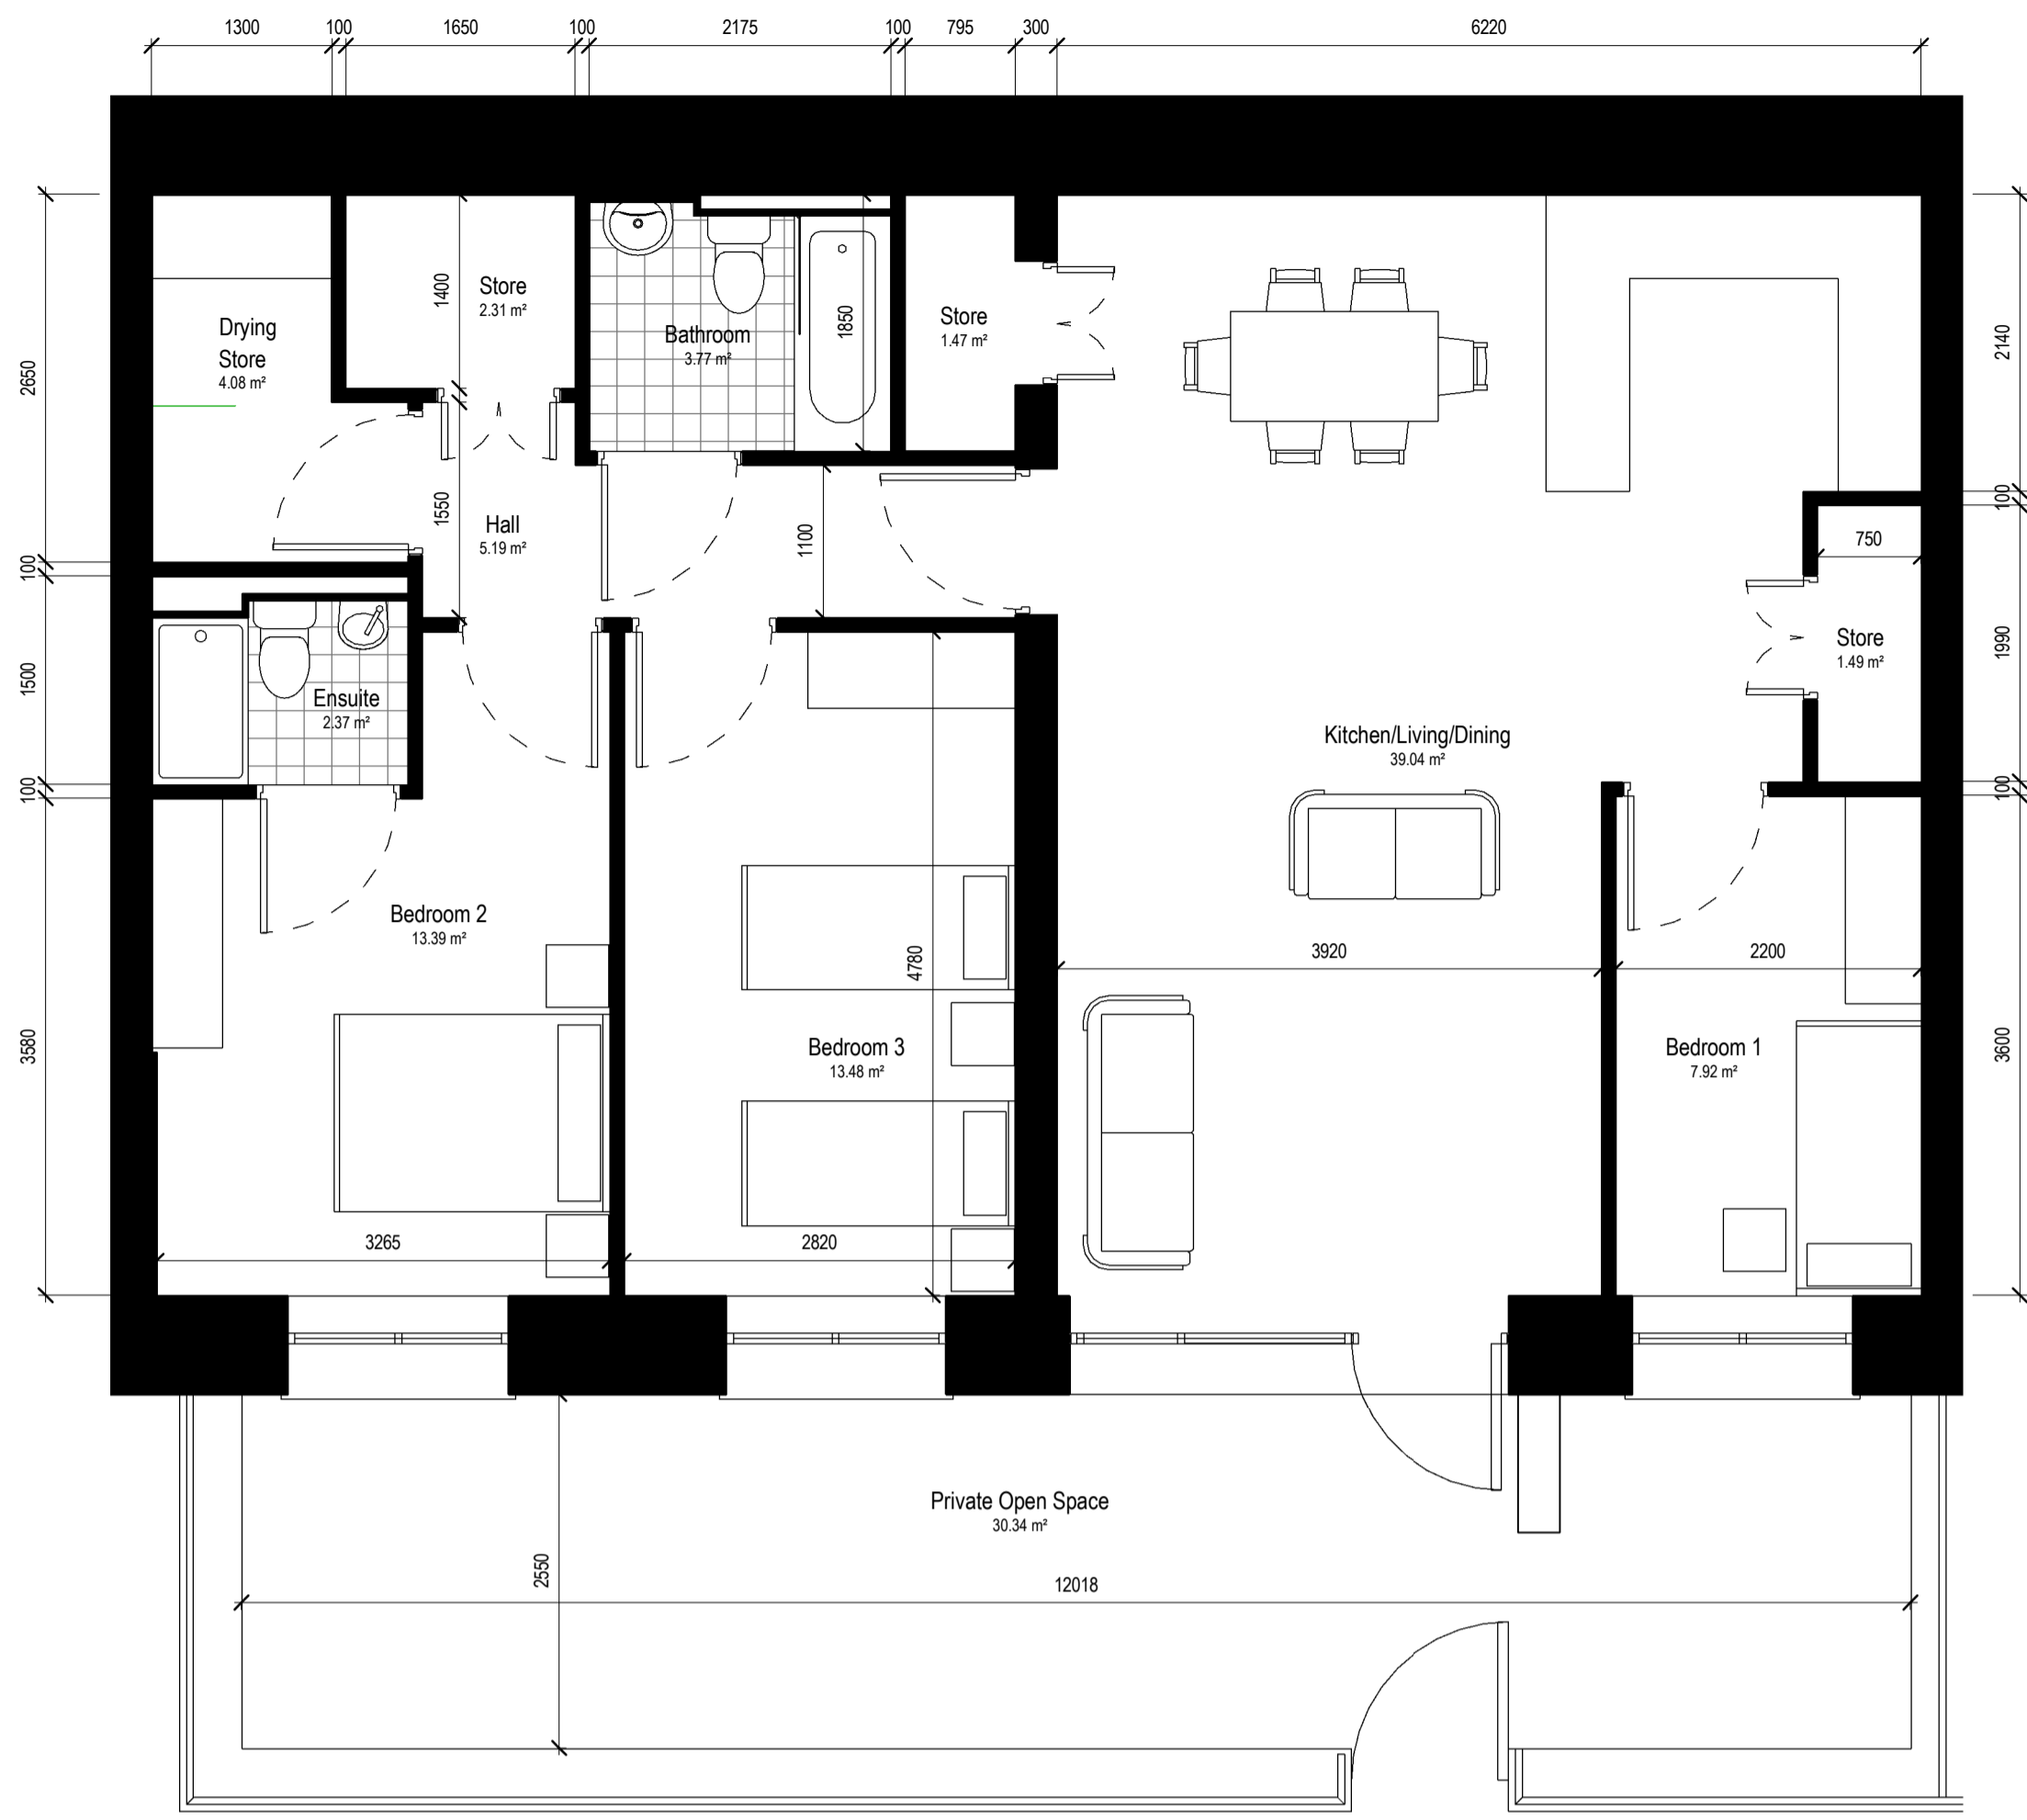 1300 100 1650 100 2175 100 795 300 6220
2650
100
1500
100
3580
Drying
Store
4.08 m²
1400
Store
2.31 m²
Bathroom
3.77 m²
1850
Store
1.47 m²
2140
100
1990
100
3600
1550
Hall
5.19 m²
1100
750
Store
1.49 m²
Ensuite
2.37 m²
Kitchen/Living/Dining
39.04 m²
Bedroom 2
13.39 m²
4780
3920
2200
Bedroom 3
13.48 m²
Bedroom 1
7.92 m²
3265
2820
Private Open Space
30.34 m²
2550
12018